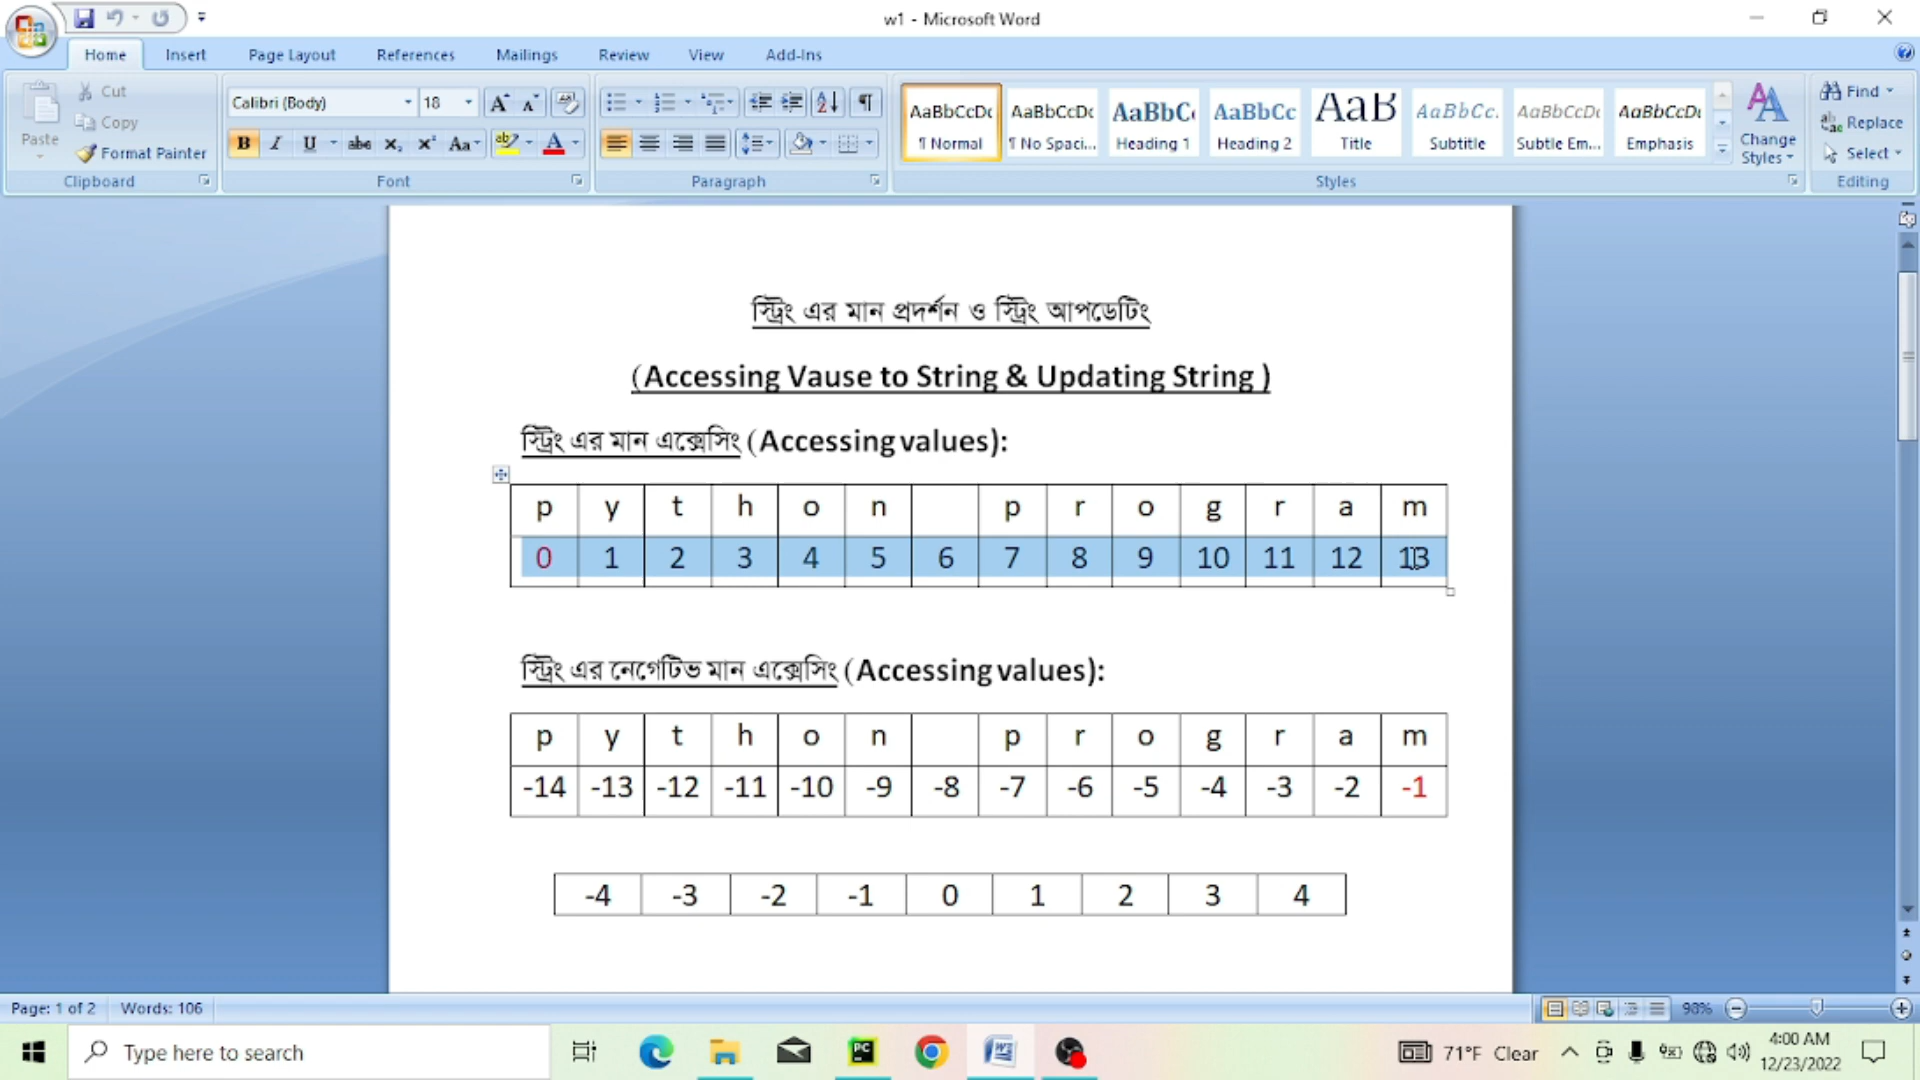 w1 - Microsoft Word
Home Insert Page Layout References Mailings Review View Add-Ins
Paste Cut Copy Format Painter Clipboard
Calibri (Body) 18 Font
Paragraph
AaBbCcDc AaBbCcDc AaBbC AaBbCc AaB AaBbCc. AaBbCcDc AaBbCcDc
¶ Normal ¶ No Spaci... Heading 1 Heading 2 Title Subtitle Subtle Em... Emphasis
Change Styles Styles
Find Replace Select Editing
স্ট্রিং এর মান প্রদর্শন ও স্ট্রিং আপডেটিং
(Accessing Vause to String & Updating String )
স্ট্রিং এর মান এক্সেসিং (Accessing values):
p y t h o n p r o g r a m
0 1 2 3 4 5 6 7 8 9 10 11 12 13
স্ট্রিং এর নেগেটিভ মান এক্সেসিং (Accessing values):
p y t h o n p r o g r a m
-14 -13 -12 -11 -10 -9 -8 -7 -6 -5 -4 -3 -2 -1
-4 -3 -2 -1 0 1 2 3 4
Page: 1 of 2 Words: 106 98%
Type here to search 71°F Clear 4:00 AM
12/23/2022